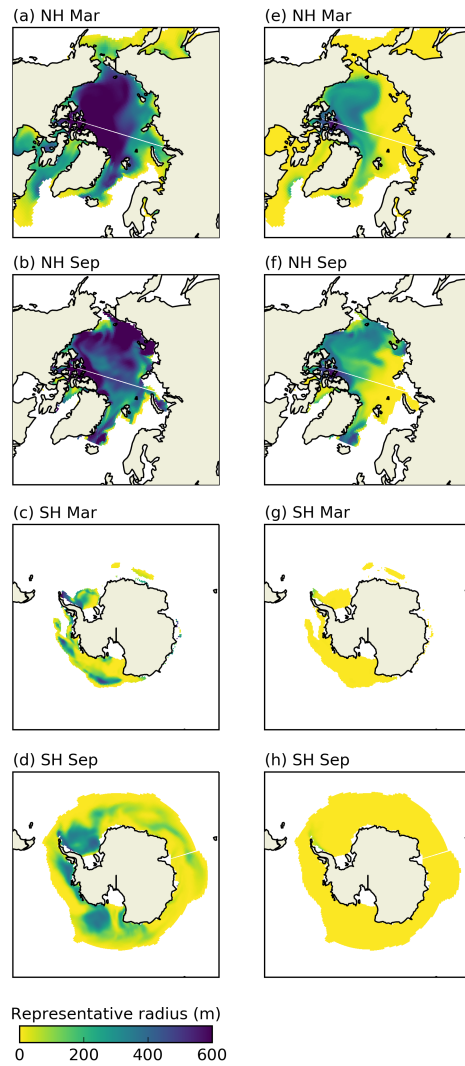 (a) NH Mar
(e) NH Mar
(b) NH Sep
(f) NH Sep
(c) SH Mar
(g) SH Mar
(d) SH Sep
(h) SH Sep
Representative radius (m)
0 200 400 600